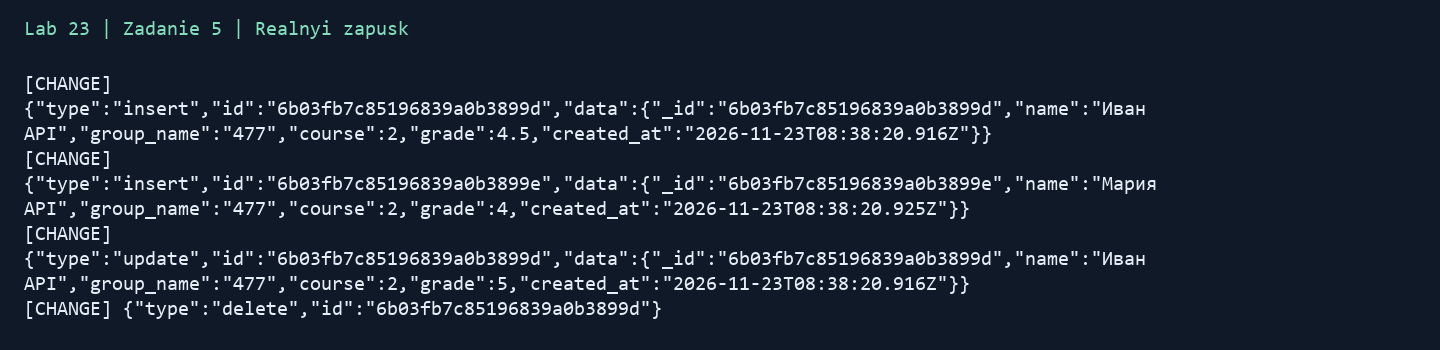 Lab 23 | Zadanie 5 | Realnyi zapusk
[CHANGE]
{"type":"insert","id":"6b03fb7c85196839a0b3899d","data":{"_id":"6b03fb7c85196839a0b3899d","name":"Иван
API","group_name":"477","course":2,"grade":4.5,"created_at":"2026-11-23T08:38:20.916Z"}}
[CHANGE]
{"type":"insert","id":"6b03fb7c85196839a0b3899e","data":{"_id":"6b03fb7c85196839a0b3899e","name":"Мария
API","group_name":"477","course":2,"grade":4,"created_at":"2026-11-23T08:38:20.925Z"}}
[CHANGE]
{"type":"update","id":"6b03fb7c85196839a0b3899d","data":{"_id":"6b03fb7c85196839a0b3899d","name":"Иван
API","group_name":"477","course":2,"grade":5,"created_at":"2026-11-23T08:38:20.916Z"}}
[CHANGE] {"type":"delete","id":"6b03fb7c85196839a0b3899d"}